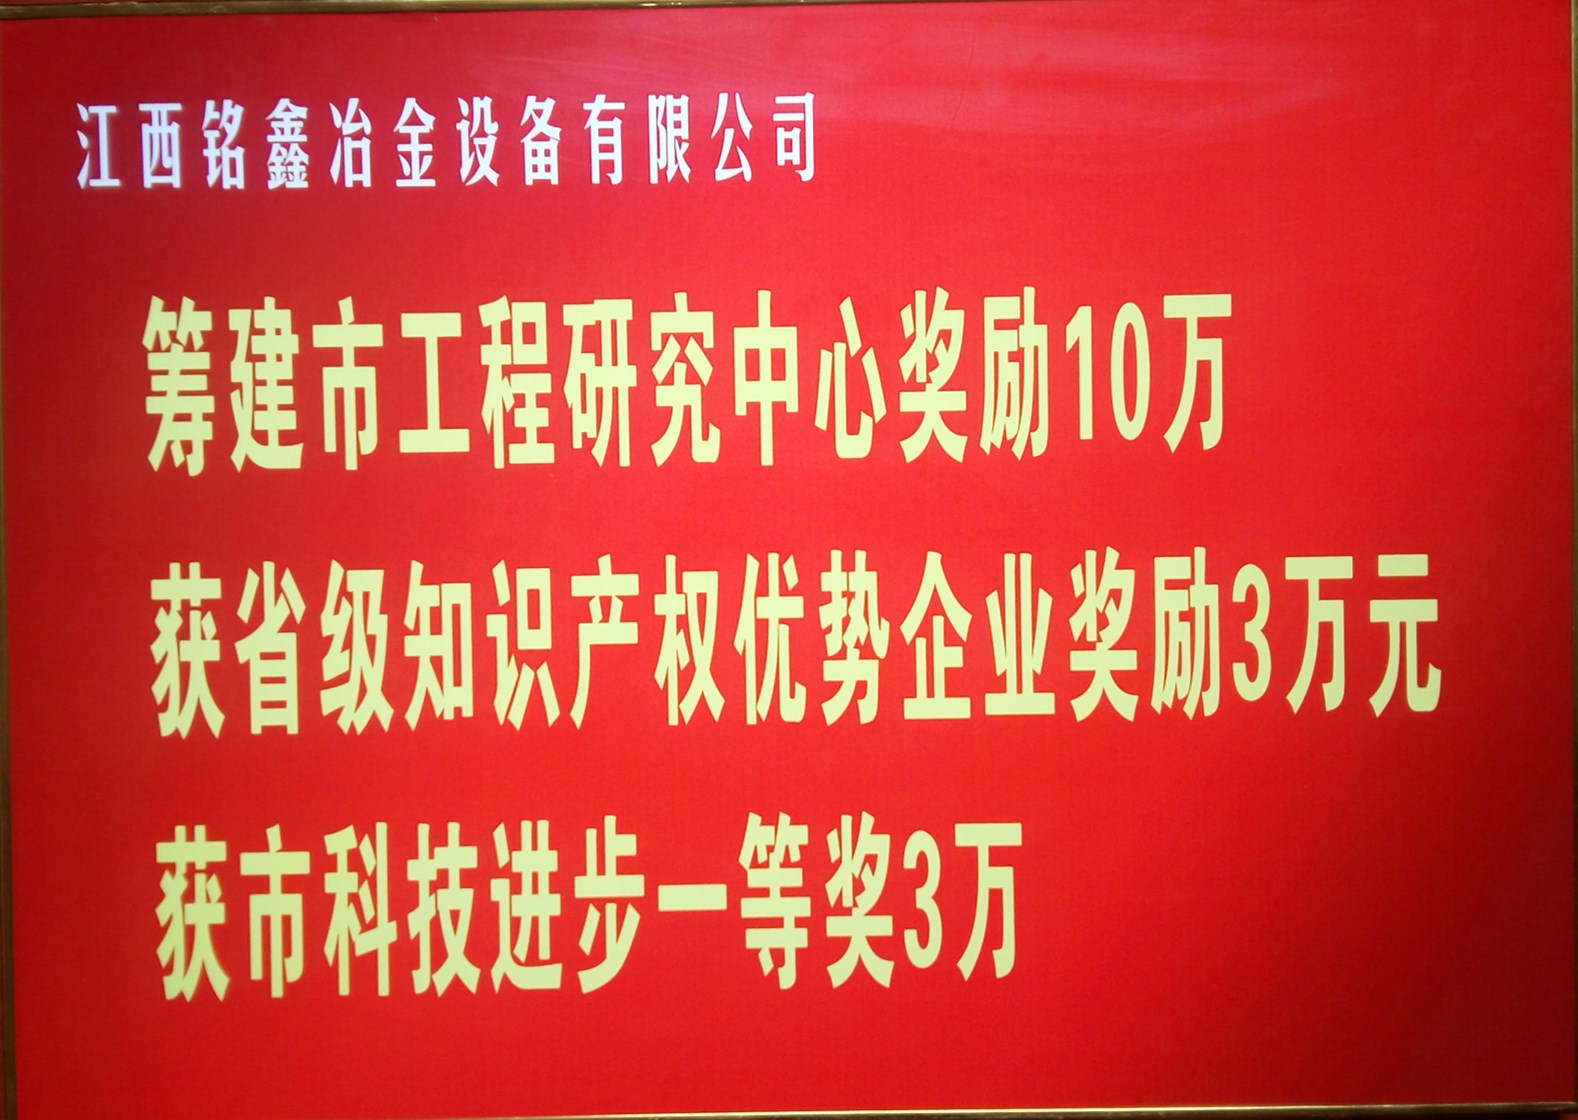 江西铭鑫冶金设备有限公司
筹建市工程研究中心奖励10万
获省级知识产权优势企业奖励3万元
获市科技进步一等奖3万